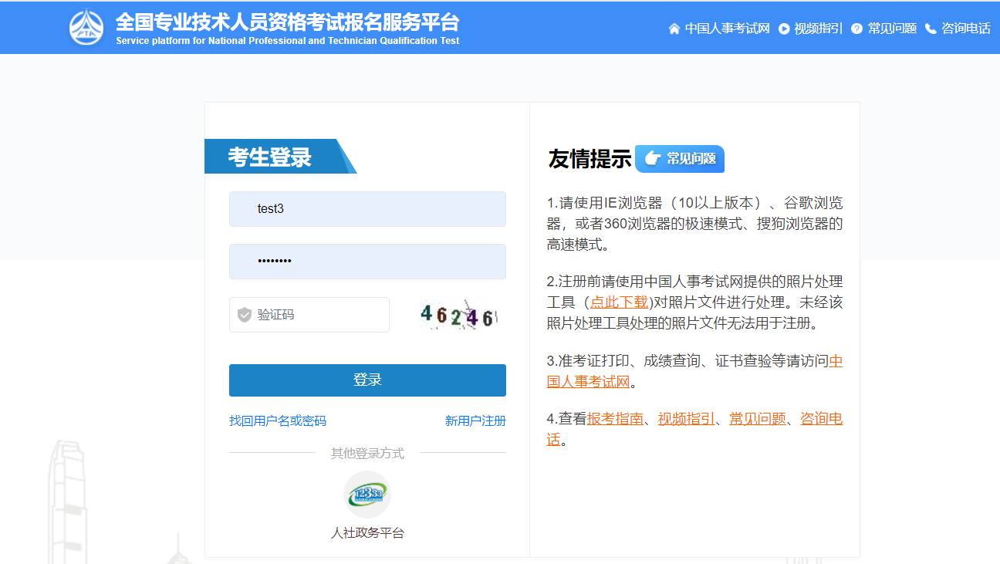 全国专业技术人员资格考试报名服务平台
Service platform for National Professional and Technician Qualification Test
PTA
中国人事考试网 视频指引 常见问题 咨询电话
考生登录
test3
••••••••
验证码
46246
登录
找回用户名或密码 新用户注册
其他登录方式
12333
人社政务平台
友情提示 常见问题
1.请使用IE浏览器（10以上版本）、谷歌浏览
器，或者360浏览器的极速模式、搜狗浏览器的
高速模式。
2.注册前请使用中国人事考试网提供的照片处理
工具（点此下载)对照片文件进行处理。未经该
照片处理工具处理的照片文件无法用于注册。
3.准考证打印、成绩查询、证书查验等请访问中
国人事考试网。
4.查看报考指南、视频指引、常见问题、咨询电
话。